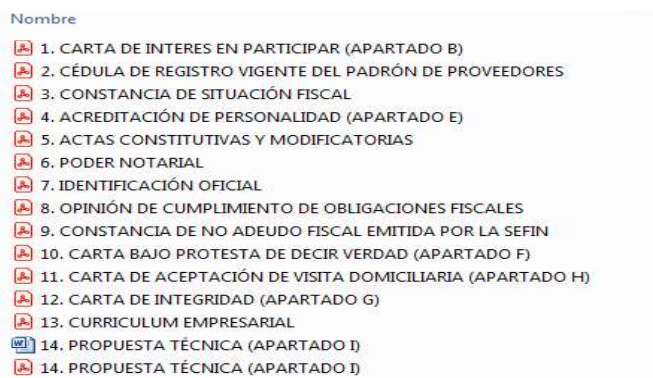 Nombre
1. CARTA DE INTERES EN PARTICIPAR (APARTADO B)
2. CÉDULA DE REGISTRO VIGENTE DEL PADRÓN DE PROVEEDORES
3. CONSTANCIA DE SITUACIÓN FISCAL
4. ACREDITACIÓN DE PERSONALIDAD (APARTADO E)
5. ACTAS CONSTITUTIVAS Y MODIFICATORIAS
6. PODER NOTARIAL
7. IDENTIFICACIÓN OFICIAL
8. OPINIÓN DE CUMPLIMIENTO DE OBLIGACIONES FISCALES
9. CONSTANCIA DE NO ADEUDO FISCAL EMITIDA POR LA SEFIN
10. CARTA BAJO PROTESTA DE DECIR VERDAD (APARTADO F)
11. CARTA DE ACEPTACIÓN DE VISITA DOMICILIARIA (APARTADO H)
12. CARTA DE INTEGRIDAD (APARTADO G)
13. CURRICULUM EMPRESARIAL
14. PROPUESTA TÉCNICA (APARTADO I)
14. PROPUESTA TÉCNICA (APARTADO I)